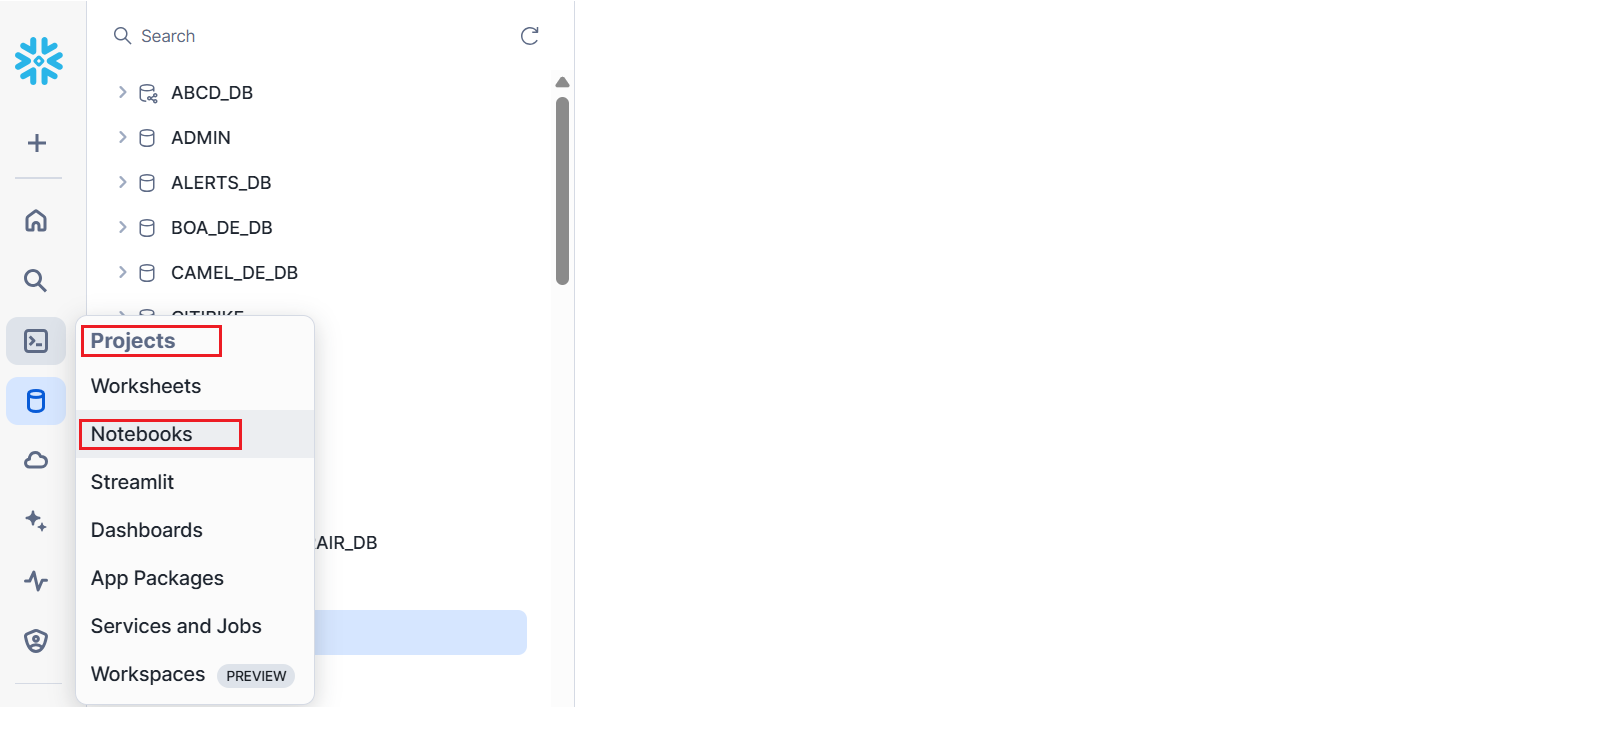 Search
ABCD_DB
ADMIN
ALERTS_DB
BOA_DE_DB
CAMEL_DE_DB
CITIBIKE
Projects
Worksheets
Notebooks
Streamlit
Dashboards
AIR_DB
App Packages
Services and Jobs
Workspaces PREVIEW